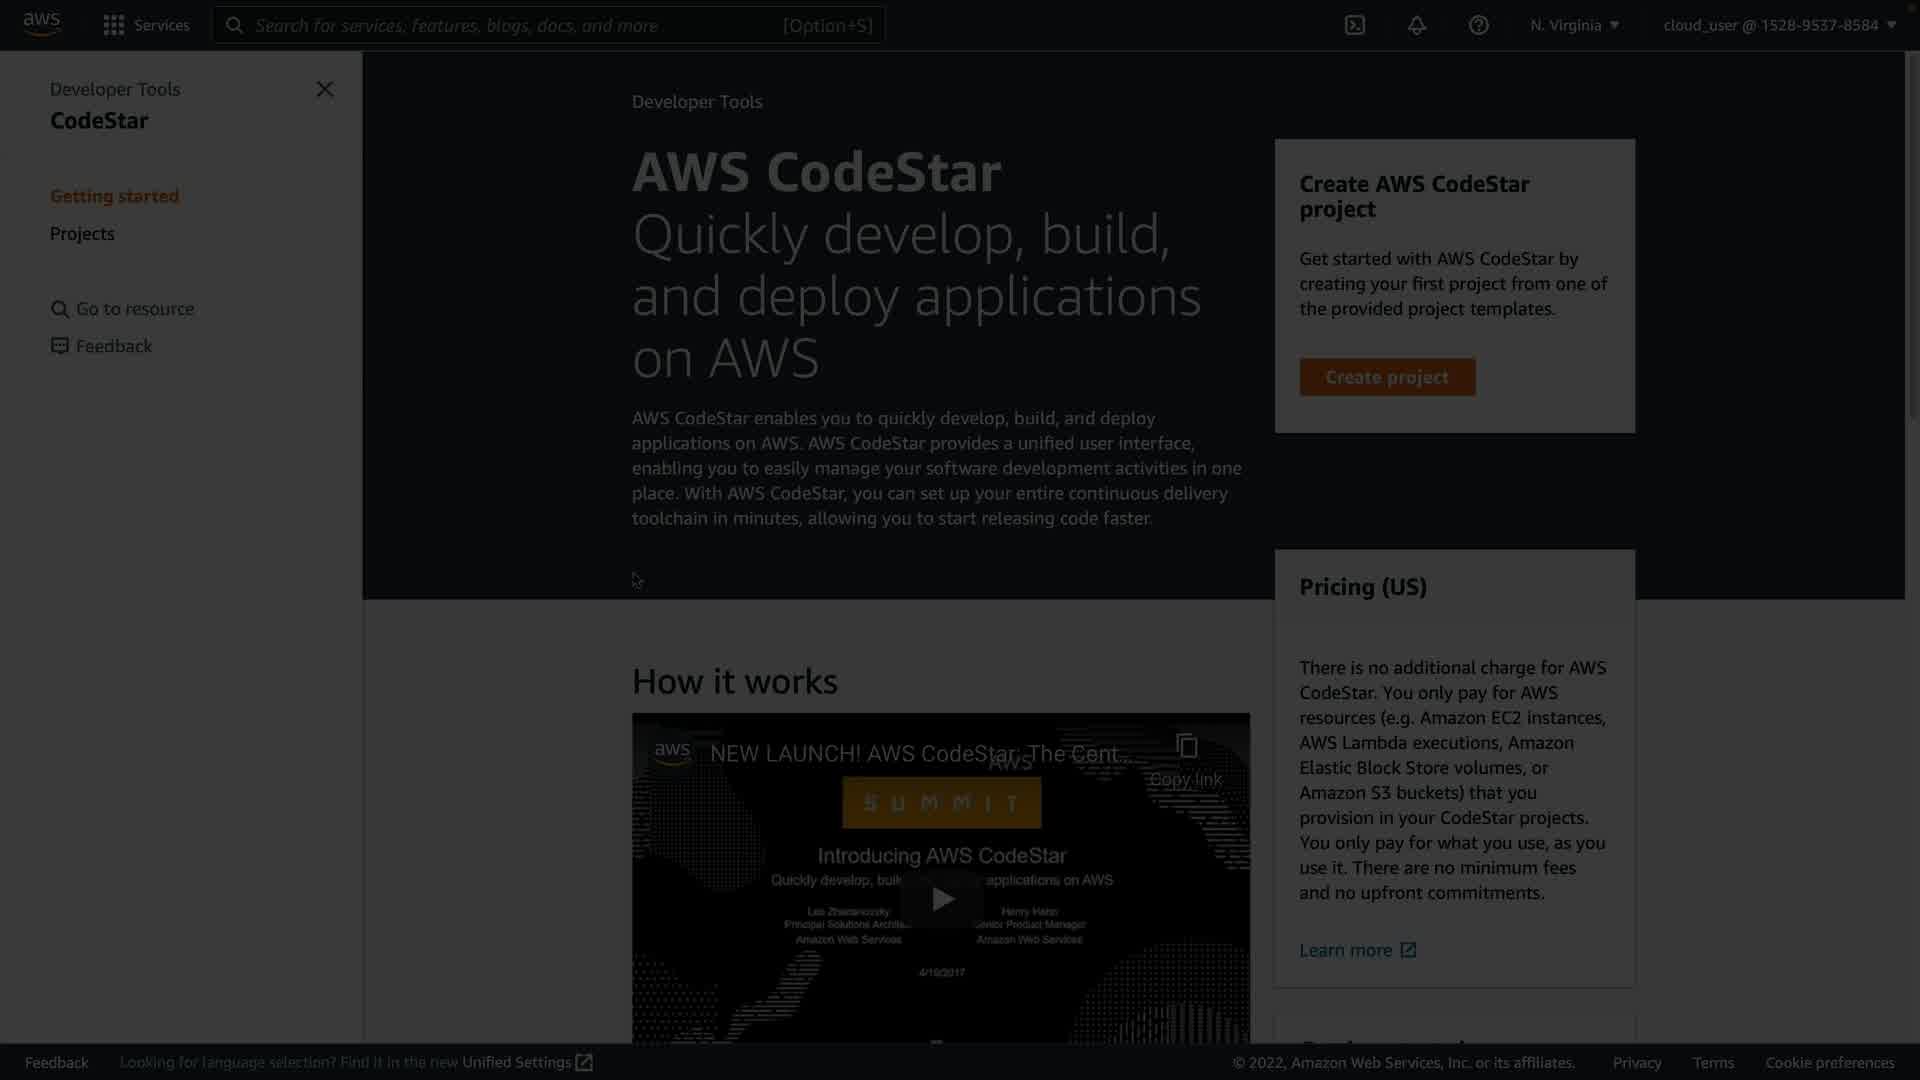 aws
Services
Search for services, features, blogs, docs, and more
[Option+S]
N. Virginia
cloud_user @ 1528-9537-8584
Developer Tools
CodeStar
Getting started
Projects
Go to resource
Feedback
Developer Tools
AWS CodeStar
Quickly develop, build,
and deploy applications
on AWS
AWS CodeStar enables you to quickly develop, build, and deploy
applications on AWS. AWS CodeStar provides a unified user interface,
enabling you to easily manage your software development activities in one
place. With AWS CodeStar, you can set up your entire continuous delivery
toolchain in minutes, allowing you to start releasing code faster.
Create AWS CodeStar
project
Get started with AWS CodeStar by
creating your first project from one of
the provided project templates.
Create project
Pricing (US)
There is no additional charge for AWS
CodeStar. You only pay for AWS
resources (e.g. Amazon EC2 instances,
AWS Lambda executions, Amazon
Elastic Block Store volumes, or
Amazon S3 buckets) that you
provision in your CodeStar projects.
You only pay for what you use, as you
use it. There are no minimum fees
and no upfront commitments.
Learn more
How it works
aws
NEW LAUNCH! AWS CodeStar: The Cent...
Copy link
AWS
SUMMIT
Introducing AWS CodeStar
Quickly develop, applications on AWS
Principal Solutions
Amazon Web Services
Henry Hahn
Senior Product Manager
Amazon Web Services
4/19/2017
Feedback
Looking for language selection? Find it in the new Unified Settings
© 2022, Amazon Web Services, Inc. or its affiliates.
Privacy
Terms
Cookie preferences